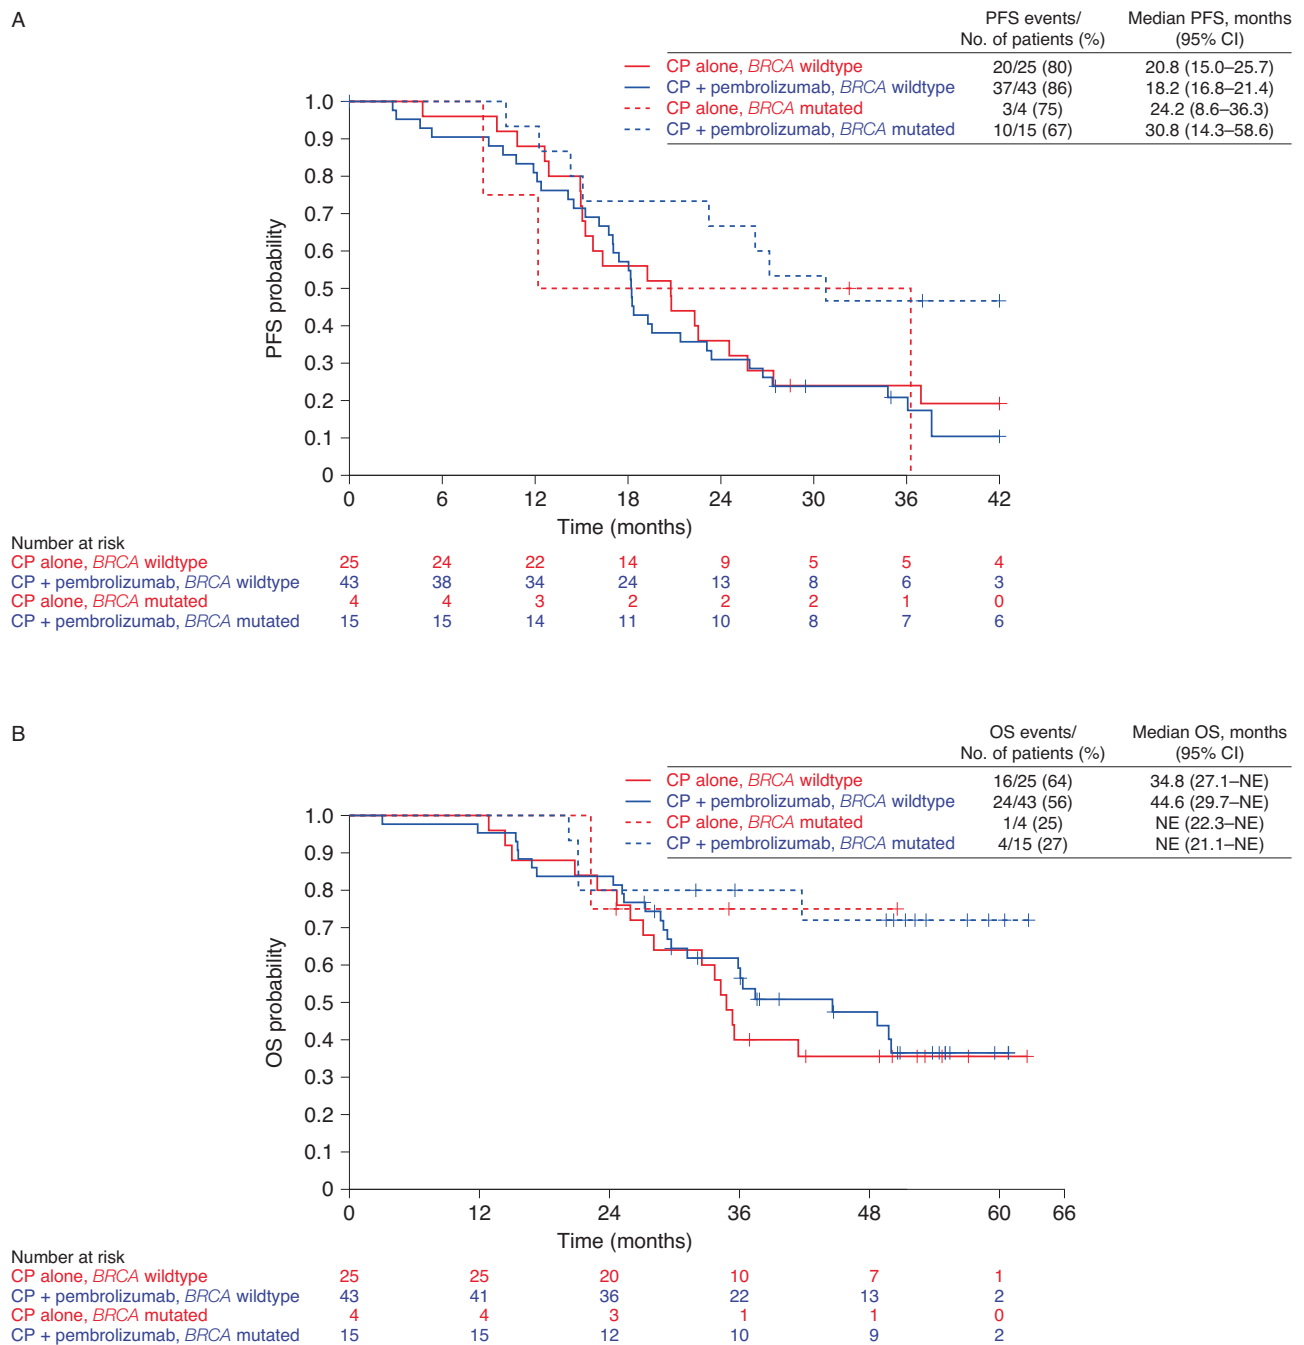 A
PFS events/ Median PFS, months
No. of patients (%) (95% CI)
CP alone, BRCA wildtype 20/25 (80) 20.8 (15.0–25.7)
CP + pembrolizumab, BRCA wildtype 37/43 (86) 18.2 (16.8–21.4)
CP alone, BRCA mutated 3/4 (75) 24.2 (8.6–36.3)
CP + pembrolizumab, BRCA mutated 10/15 (67) 30.8 (14.3–58.6)
1.0
0.9
0.8
0.7
0.6
0.5
0.4
0.3
0.2
0.1
0
PFS probability
0 6 12 18 24 30 36 42
Time (months)
Number at risk
CP alone, BRCA wildtype 25 24 22 14 9 5 5 4
CP + pembrolizumab, BRCA wildtype 43 38 34 24 13 8 6 3
CP alone, BRCA mutated 4 4 3 2 2 2 1 0
CP + pembrolizumab, BRCA mutated 15 15 14 11 10 8 7 6
B
OS events/ Median OS, months
No. of patients (%) (95% CI)
CP alone, BRCA wildtype 16/25 (64) 34.8 (27.1–NE)
CP + pembrolizumab, BRCA wildtype 24/43 (56) 44.6 (29.7–NE)
CP alone, BRCA mutated 1/4 (25) NE (22.3–NE)
CP + pembrolizumab, BRCA mutated 4/15 (27) NE (21.1–NE)
1.0
0.9
0.8
0.7
0.6
0.5
0.4
0.3
0.2
0.1
0
OS probability
0 12 24 36 48 60 66
Time (months)
Number at risk
CP alone, BRCA wildtype 25 25 20 10 7 1
CP + pembrolizumab, BRCA wildtype 43 41 36 22 13 2
CP alone, BRCA mutated 4 4 3 1 1 0
CP + pembrolizumab, BRCA mutated 15 15 12 10 9 2